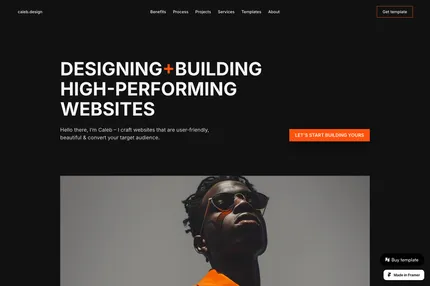 caleb.design
Benefits
Process
Projects
Services
Templates
About
Get template
DESIGNING+BUILDING
HIGH-PERFORMING
WEBSITES
Hello there, I'm Caleb – I craft websites that are user-friendly,
beautiful & convert your target audience.
LET'S START BUILDING YOURS
Buy template
Made in Framer